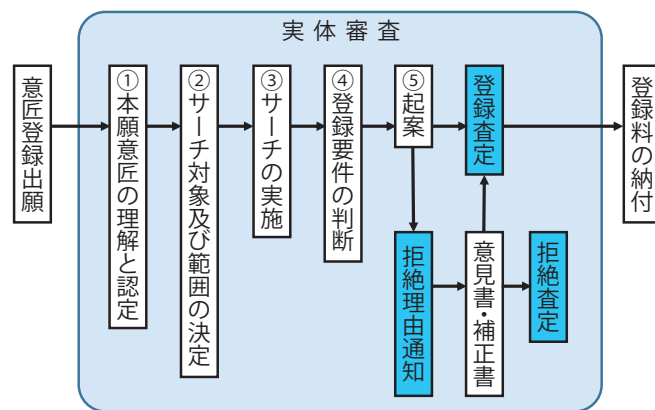 実体審査
意匠登録出願
①本願意匠の理解と認定
②サーチ対象及び範囲の決定
③サーチの実施
④登録要件の判断
⑤起案
登録査定
登録料の納付
拒絶理由通知
意見書・補正書
拒絶査定